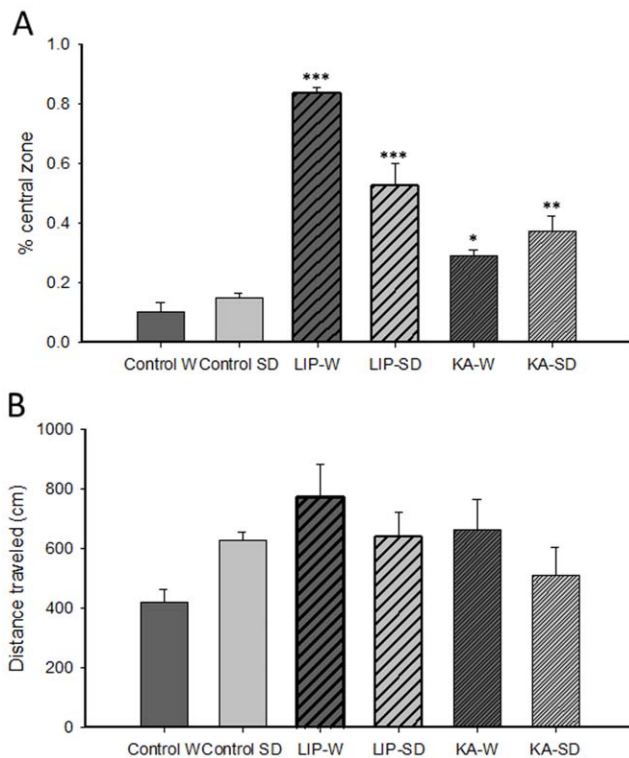 A
% central zone
1.0
0.8
0.6
0.4
0.2
0.0
***
***
*
**
Control W Control SD LIP-W LIP-SD KA-W KA-SD
B
Distance traveled (cm)
1000
800
600
400
200
0
Control W Control SD LIP-W LIP-SD KA-W KA-SD